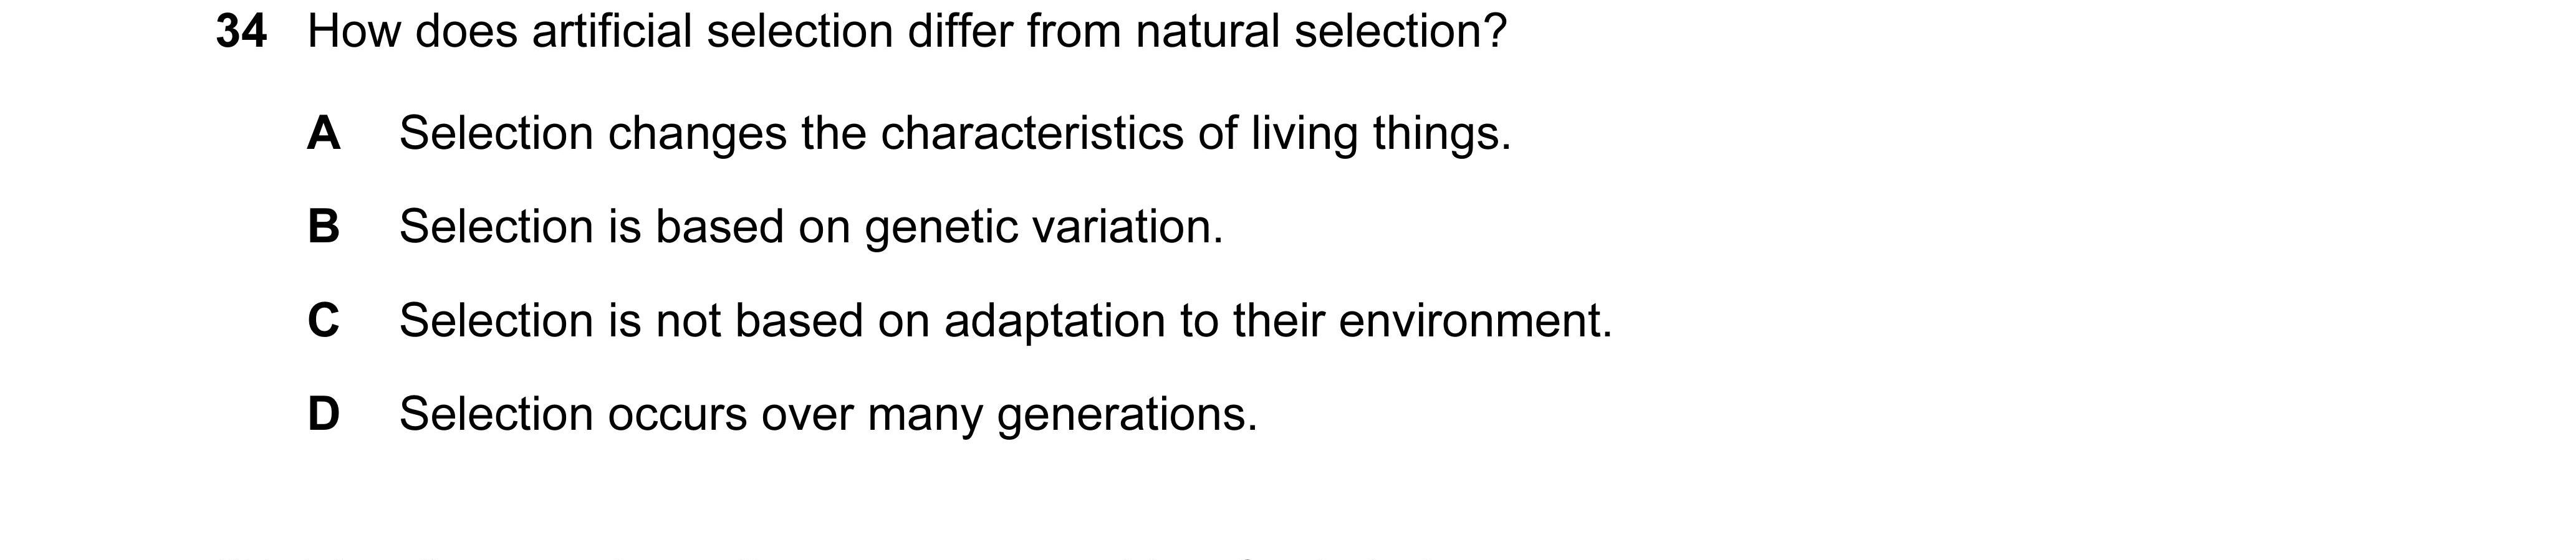 34 How does artificial selection differ from natural selection?
A Selection changes the characteristics of living things.
B Selection is based on genetic variation.
C Selection is not based on adaptation to their environment.
D Selection occurs over many generations.